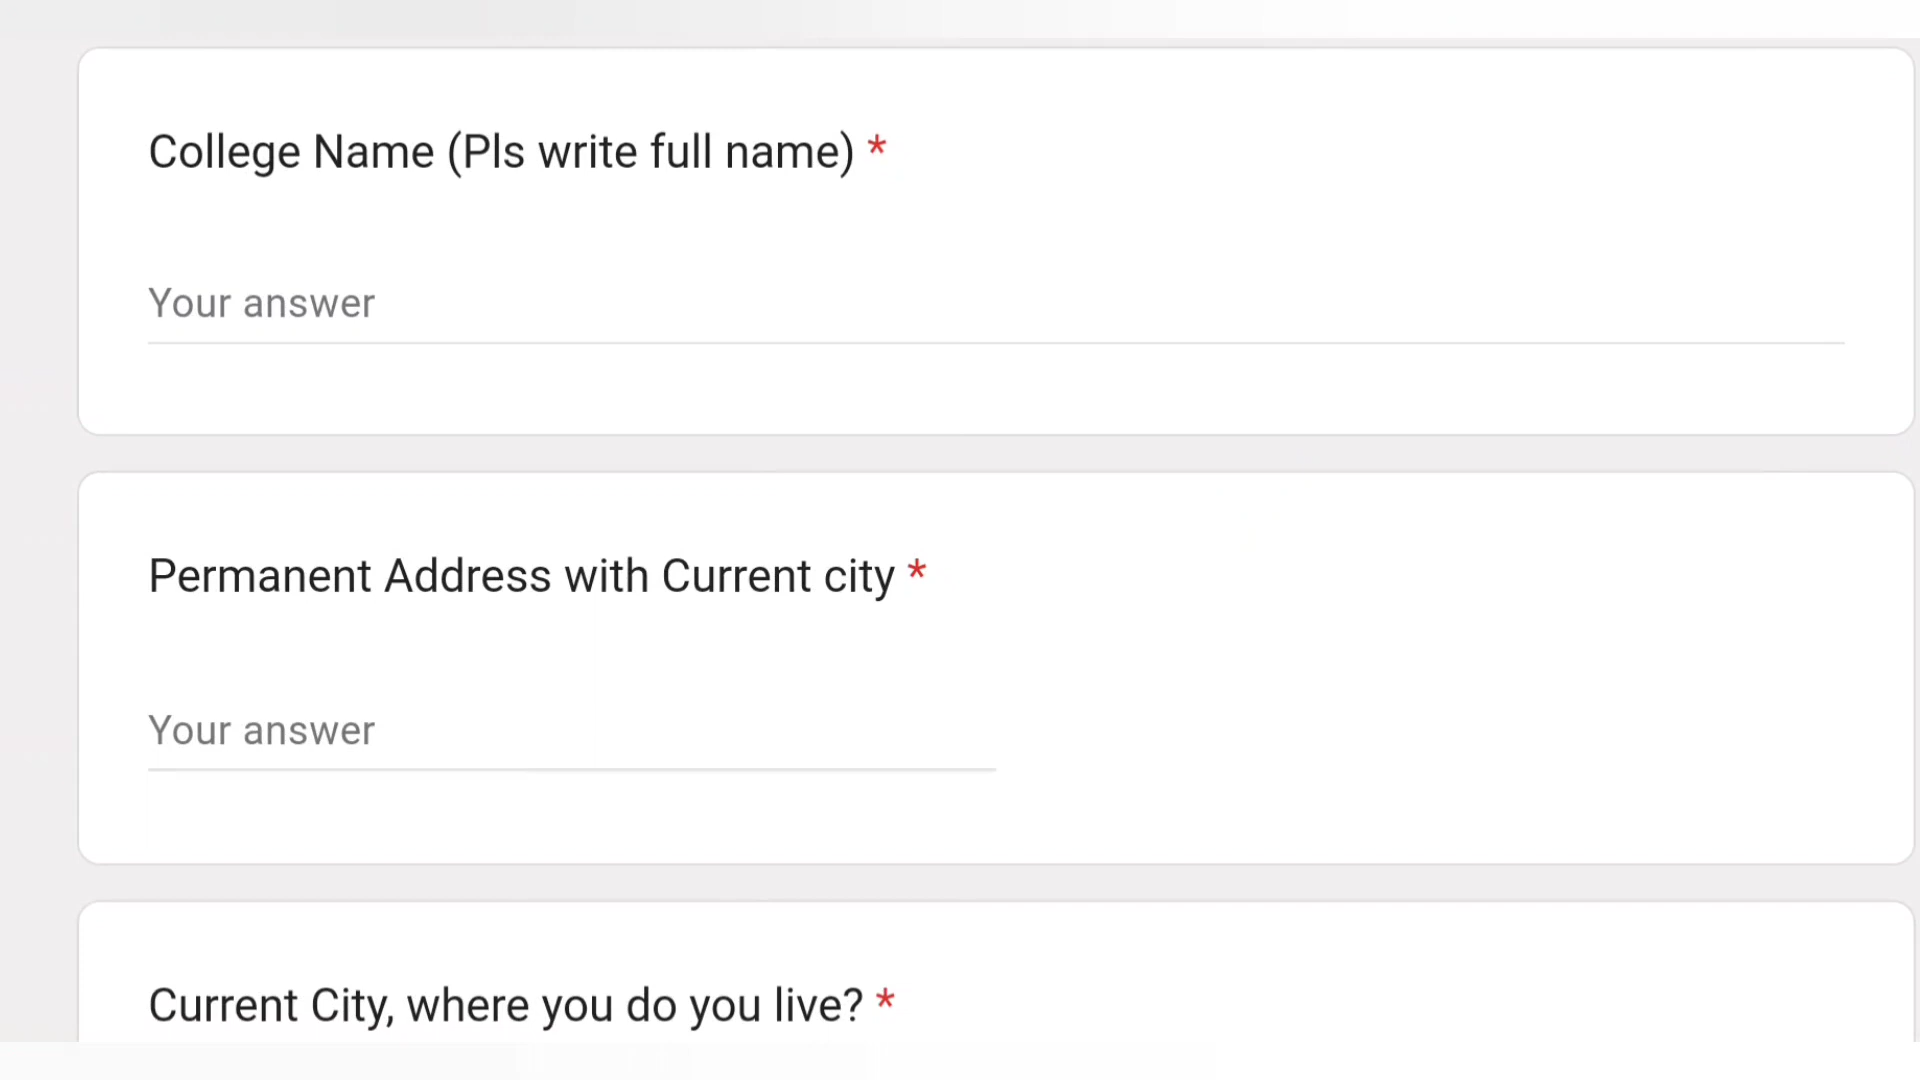 College Name (Pls write full name) *
Your answer
Permanent Address with Current city *
Your answer
Current City, where you do you live? *